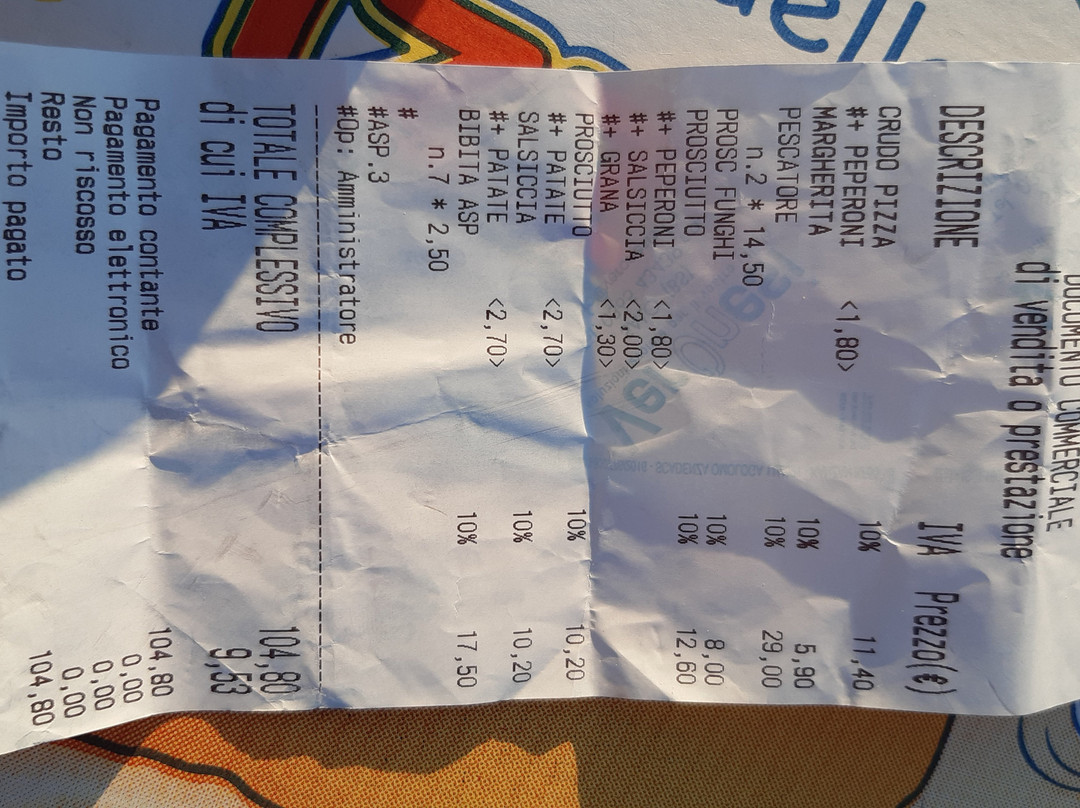 DOCUMENTO COMMERCIALE
di vendita o prestazione
DESCRIZIONE IVA Prezzo(€)
CRUDO PIZZA 10% 11,40
#+ PEPERONI <1,80>
MARGHERITA 10% 5,90
PESCATORE 10% 29,00
n.2 * 14,50
PROSC FUNGHI 10% 8,00
PROSCIUTTO 10% 12,60
#+ PEPERONI <1,80>
#+ SALSICCIA <2,00>
#+ GRANA <1,30>
PROSCIUTTO 10% 10,20
#+ PATATE <2,70>
SALSICCIA 10% 10,20
#+ PATATE <2,70>
BIBITA ASP 10% 17,50
n.7 * 2,50
#
#ASP.3
#Op: Amministratore
TOTALE COMPLESSIVO 104,80
di cui IVA 9,53
Pagamento contante 104,80
Pagamento elettronico 0,00
Non riscosso 0,00
Resto 0,00
Importo pagato 104,80